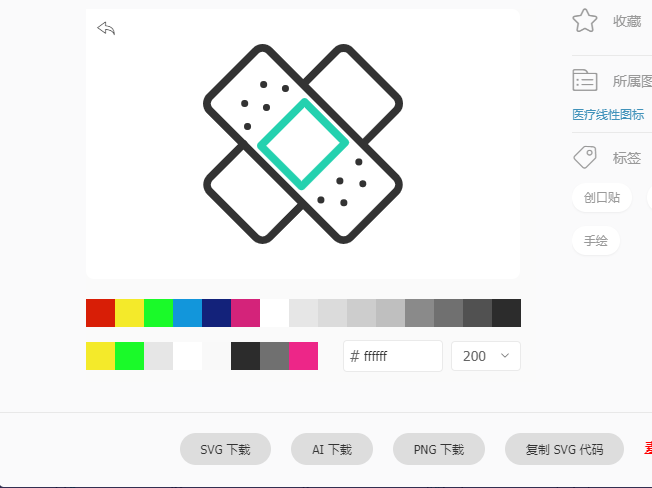 收藏
所属图
医疗线性图标
标签
创口贴
手绘
# ffffff
200
SVG 下载
AI 下载
PNG 下载
复制 SVG 代码